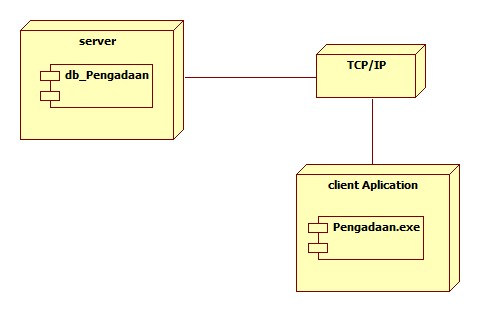 server
db_Pengadaan
TCP/IP
client Aplication
Pengadaan.exe